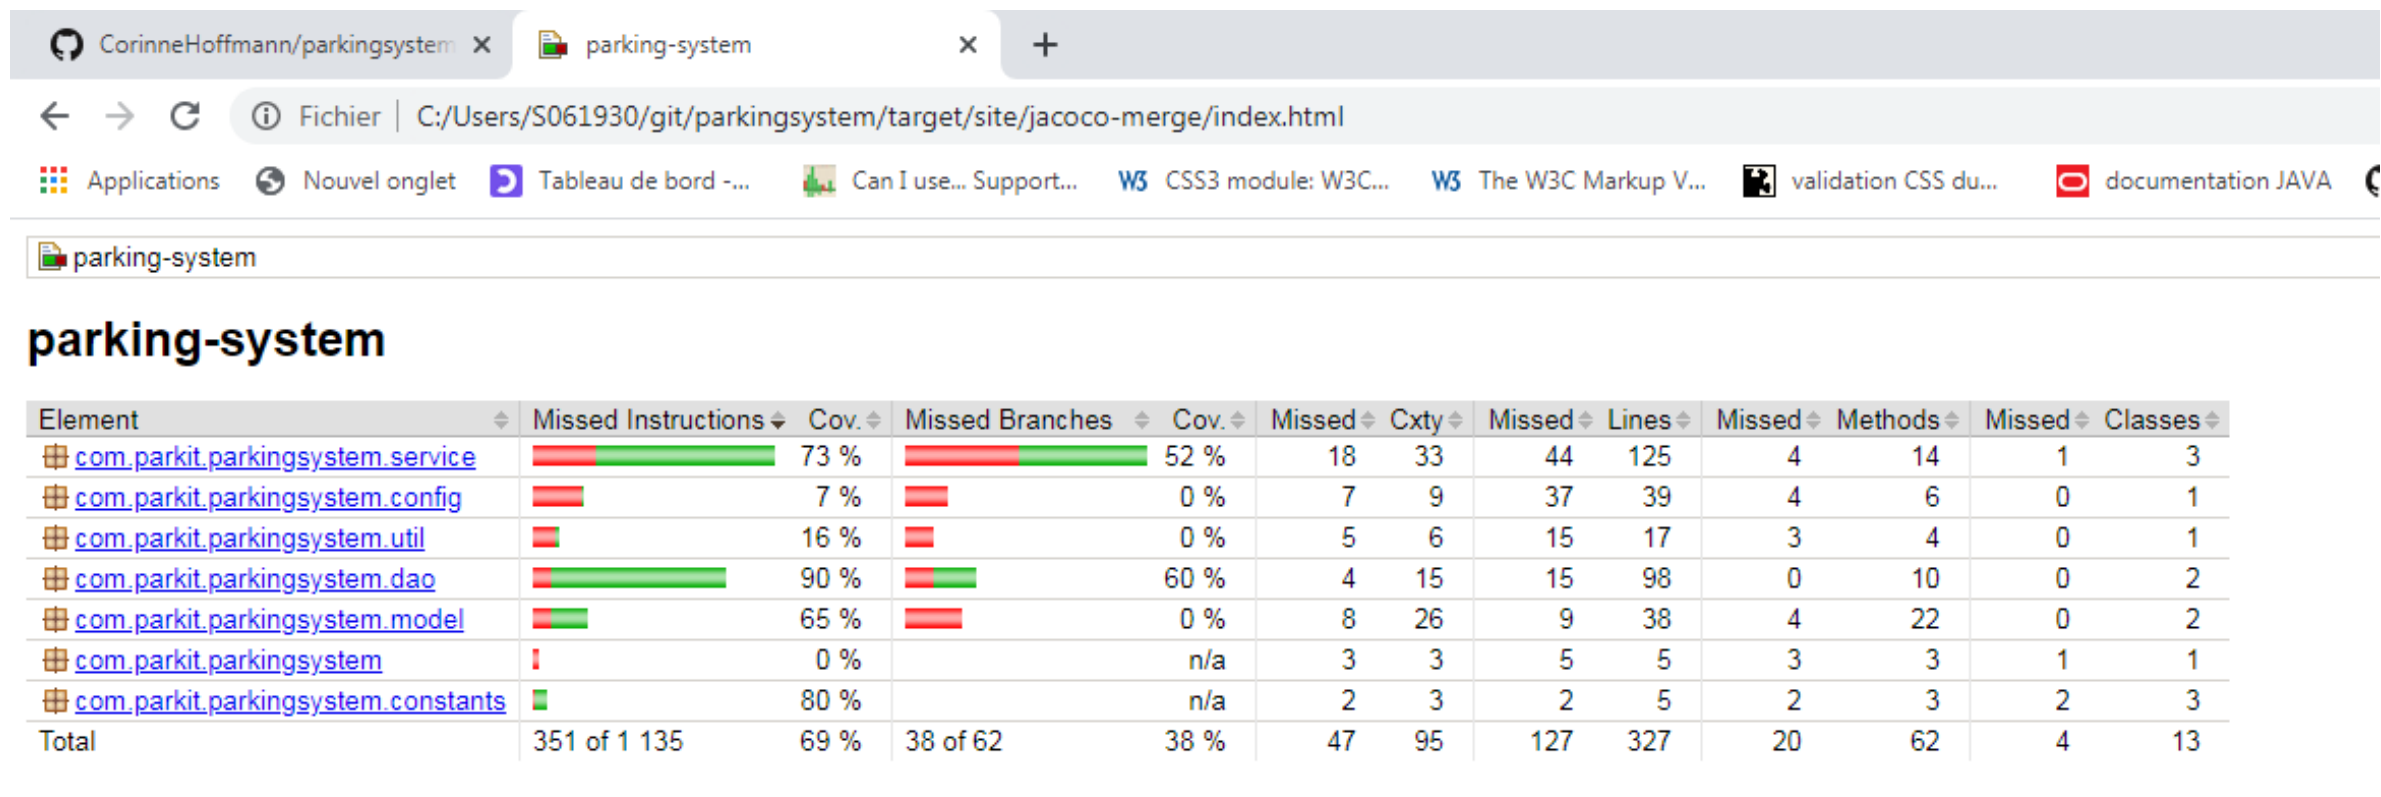 CorinneHoffmann/parkingsystem parking-system
Fichier C:/Users/S061930/git/parkingsystem/target/site/jacoco-merge/index.html
Applications Nouvel onglet Tableau de bord -... Can I use... Support... W3 CSS3 module: W3C... W3 The W3C Markup V... validation CSS du... documentation JAVA
parking-system
parking-system
Element Missed Instructions Cov. Missed Branches Cov. Missed Cxty Missed Lines Missed Methods Missed Classes
com.parkit.parkingsystem.service 73 % 52 % 18 33 44 125 4 14 1 3
com.parkit.parkingsystem.config 7 % 0 % 7 9 37 39 4 6 0 1
com.parkit.parkingsystem.util 16 % 0 % 5 6 15 17 3 4 0 1
com.parkit.parkingsystem.dao 90 % 60 % 4 15 15 98 0 10 0 2
com.parkit.parkingsystem.model 65 % 0 % 8 26 9 38 4 22 0 2
com.parkit.parkingsystem 0 % n/a 3 3 5 5 3 3 1 1
com.parkit.parkingsystem.constants 80 % n/a 2 3 2 5 2 3 2 3
Total 351 of 1 135 69 % 38 of 62 38 % 47 95 127 327 20 62 4 13